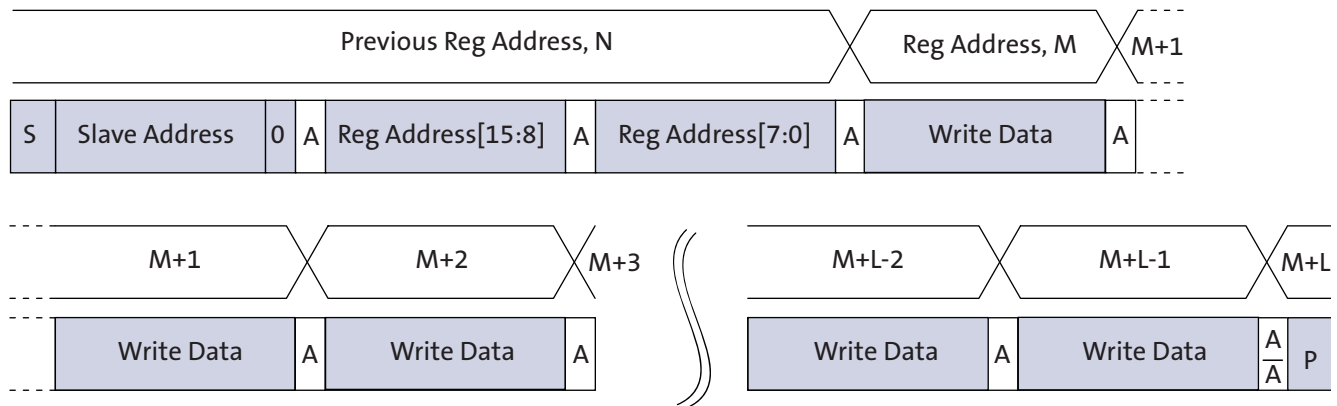 Previous Reg Address, N Reg Address, M M+1
S Slave Address 0 A Reg Address[15:8] A Reg Address[7:0] A Write Data A
M+1 M+2 M+3 M+L-2 M+L-1 M+L
Write Data A Write Data A Write Data A Write Data A/A̅ P